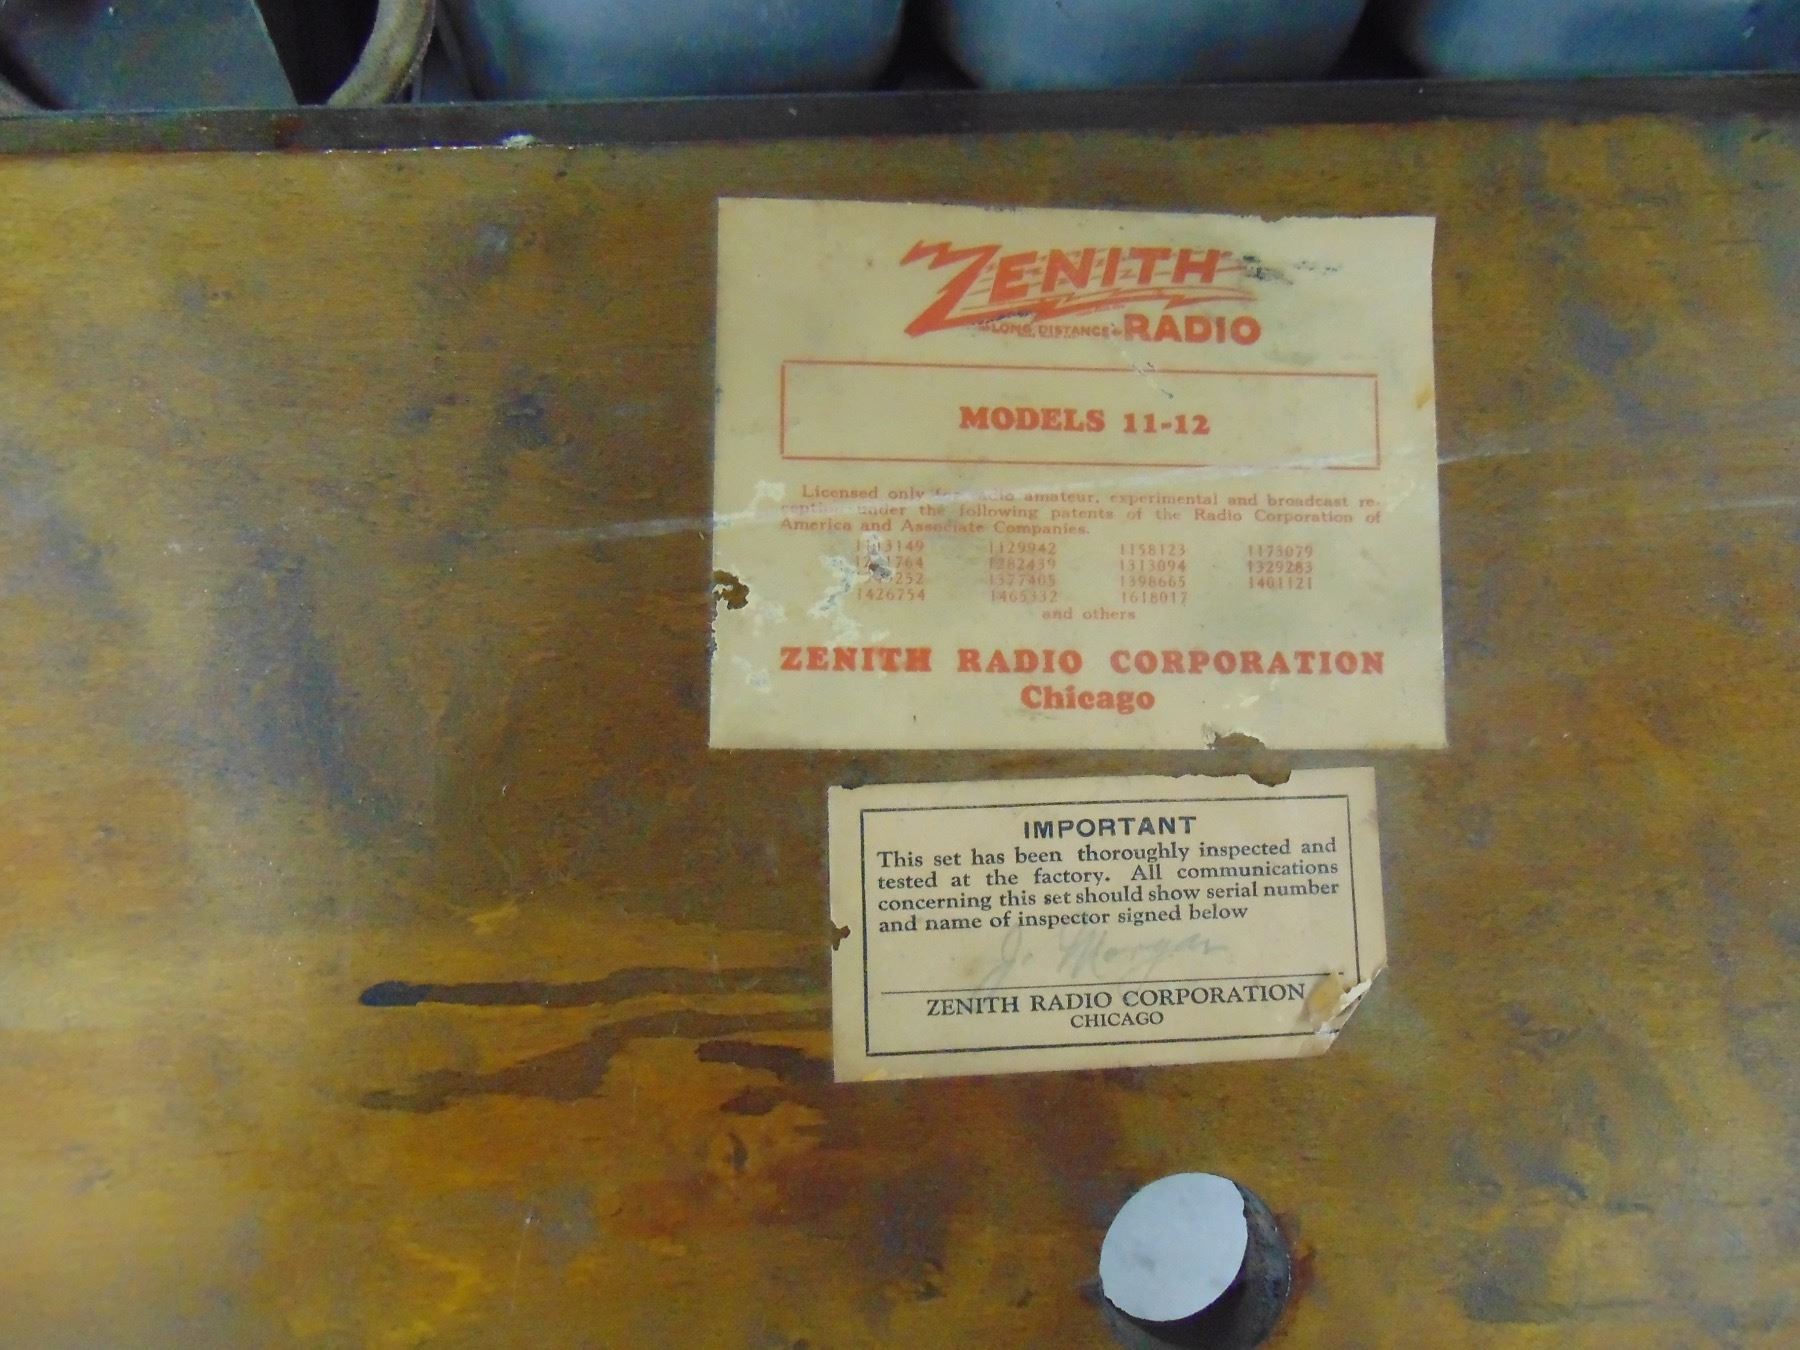 ZENITH
LONG DISTANCE RADIO
MODELS 11-12
Licensed only for radio amateur, experimental and broadcast re-
ception under the following patents of the Radio Corporation of
America and Associate Companies.
1113149 1129942 1158123 1173079
1282439 1313094 1329283
1377405 1398665 1401121
1426754 1465332 1618017
and others
ZENITH RADIO CORPORATION
Chicago
IMPORTANT
This set has been thoroughly inspected and
tested at the factory. All communications
concerning this set should show serial number
and name of inspector signed below
J. Morgan
ZENITH RADIO CORPORATION
CHICAGO